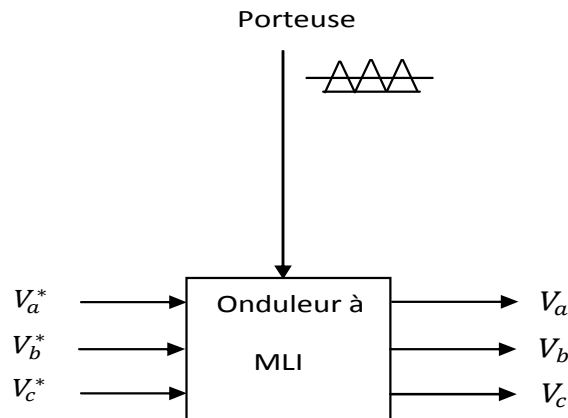 Porteuse
V_a^* Onduleur à V_a
V_b^* MLI V_b
V_c^* V_c